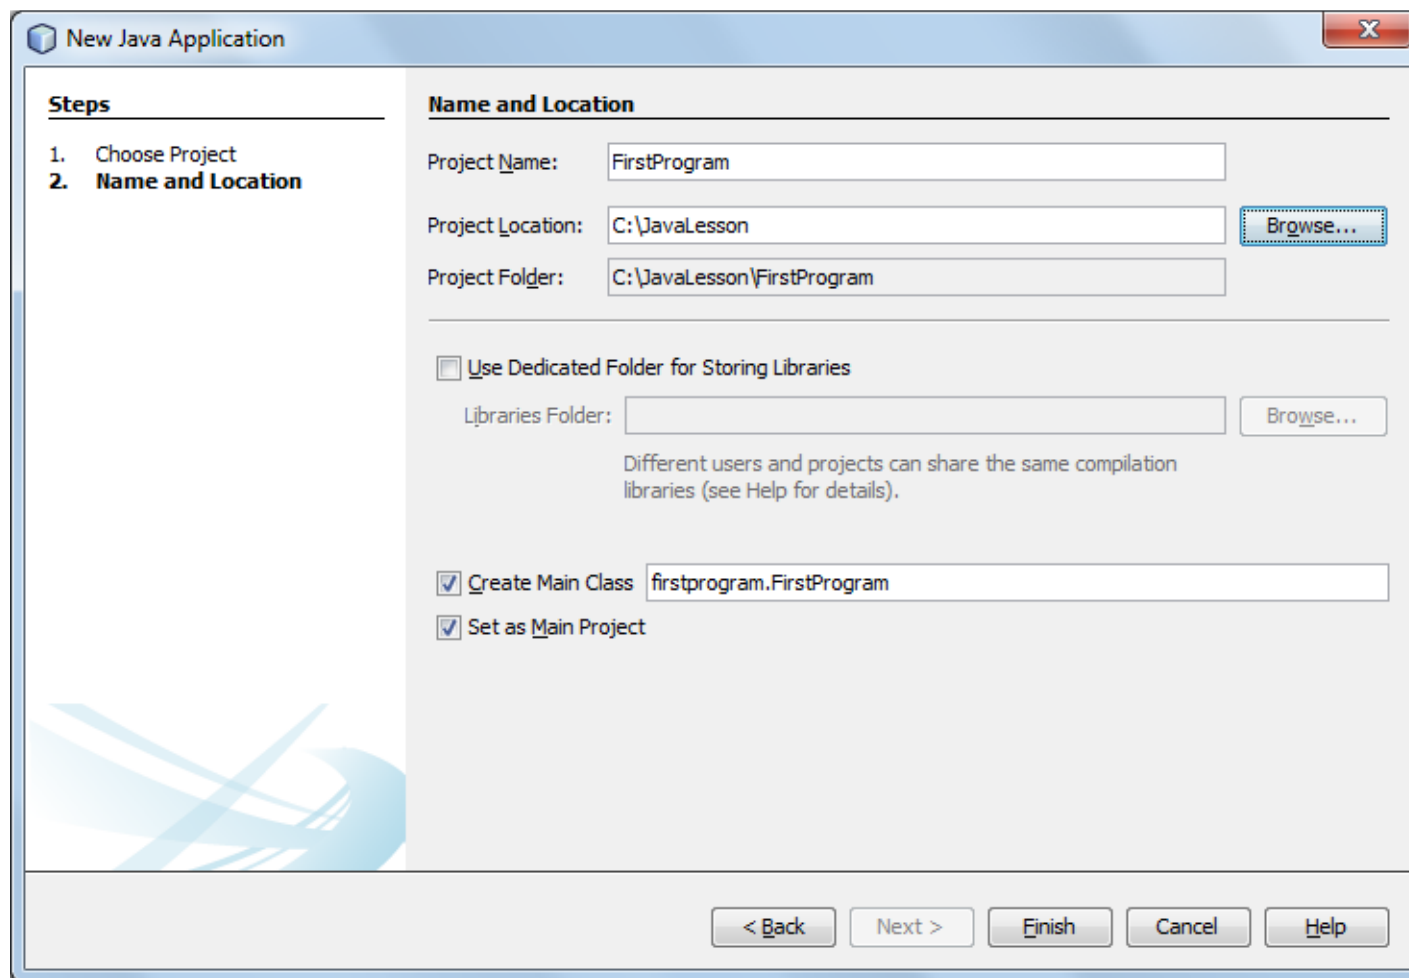 New Java Application
Steps
1. Choose Project
2. Name and Location
Name and Location
Project Name: FirstProgram
Project Location: C:\JavaLesson Browse...
Project Folder: C:\JavaLesson\FirstProgram
Use Dedicated Folder for Storing Libraries
Libraries Folder: Browse...
Different users and projects can share the same compilation
libraries (see Help for details).
Create Main Class firstprogram.FirstProgram
Set as Main Project
< Back Next > Finish Cancel Help